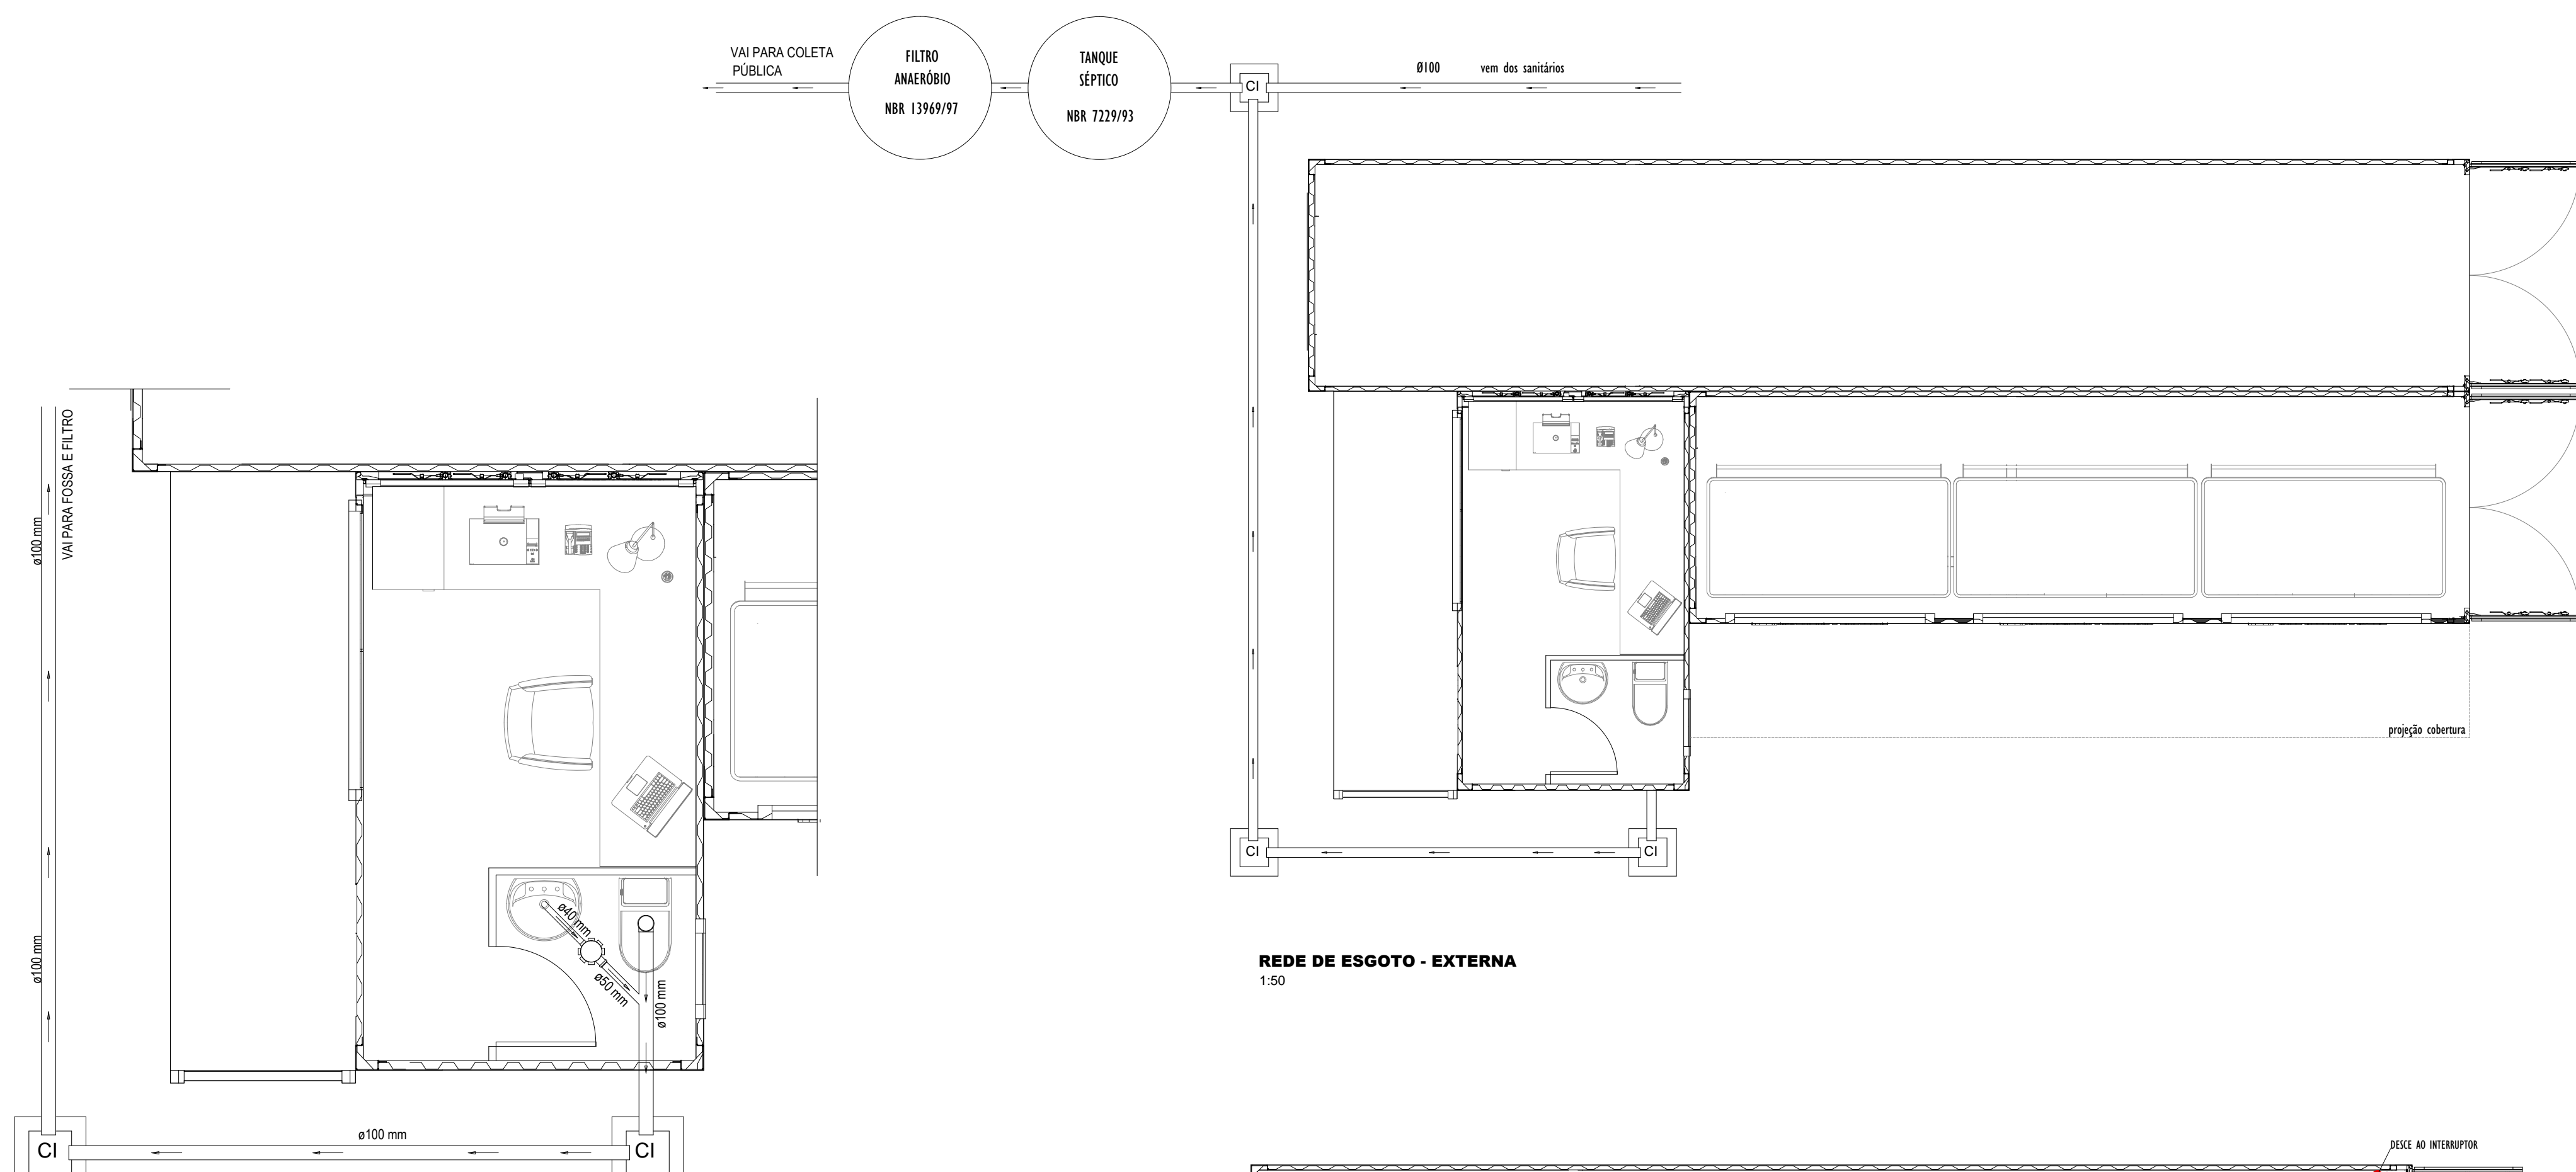 VAI PARA COLETA
PÚBLICA
FILTRO
ANAERÓBIO
NBR 13969/97
TANQUE
SÉPTICO
NBR 7229/93
CI
Ø100 vem dos sanitários
projeção cobertura
CI
CI
REDE DE ESGOTO - EXTERNA
1:50
VAI PARA FOSSA E FILTRO
ø100 mm
ø100 mm
ø40 mm
ø50 mm
ø100 mm
ø100 mm
CI
CI
DESCE AO INTERRUPTOR